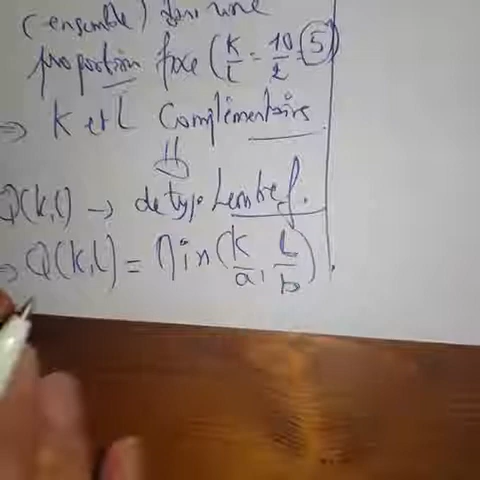 (ensemble) dans une
proportion fixe (K/L = 10/2 = 5)
=> K et L Complémentaires
⇓
Q(K,L) → de type Leontief.
=> Q(K,L) = Min(K/a, L/b)